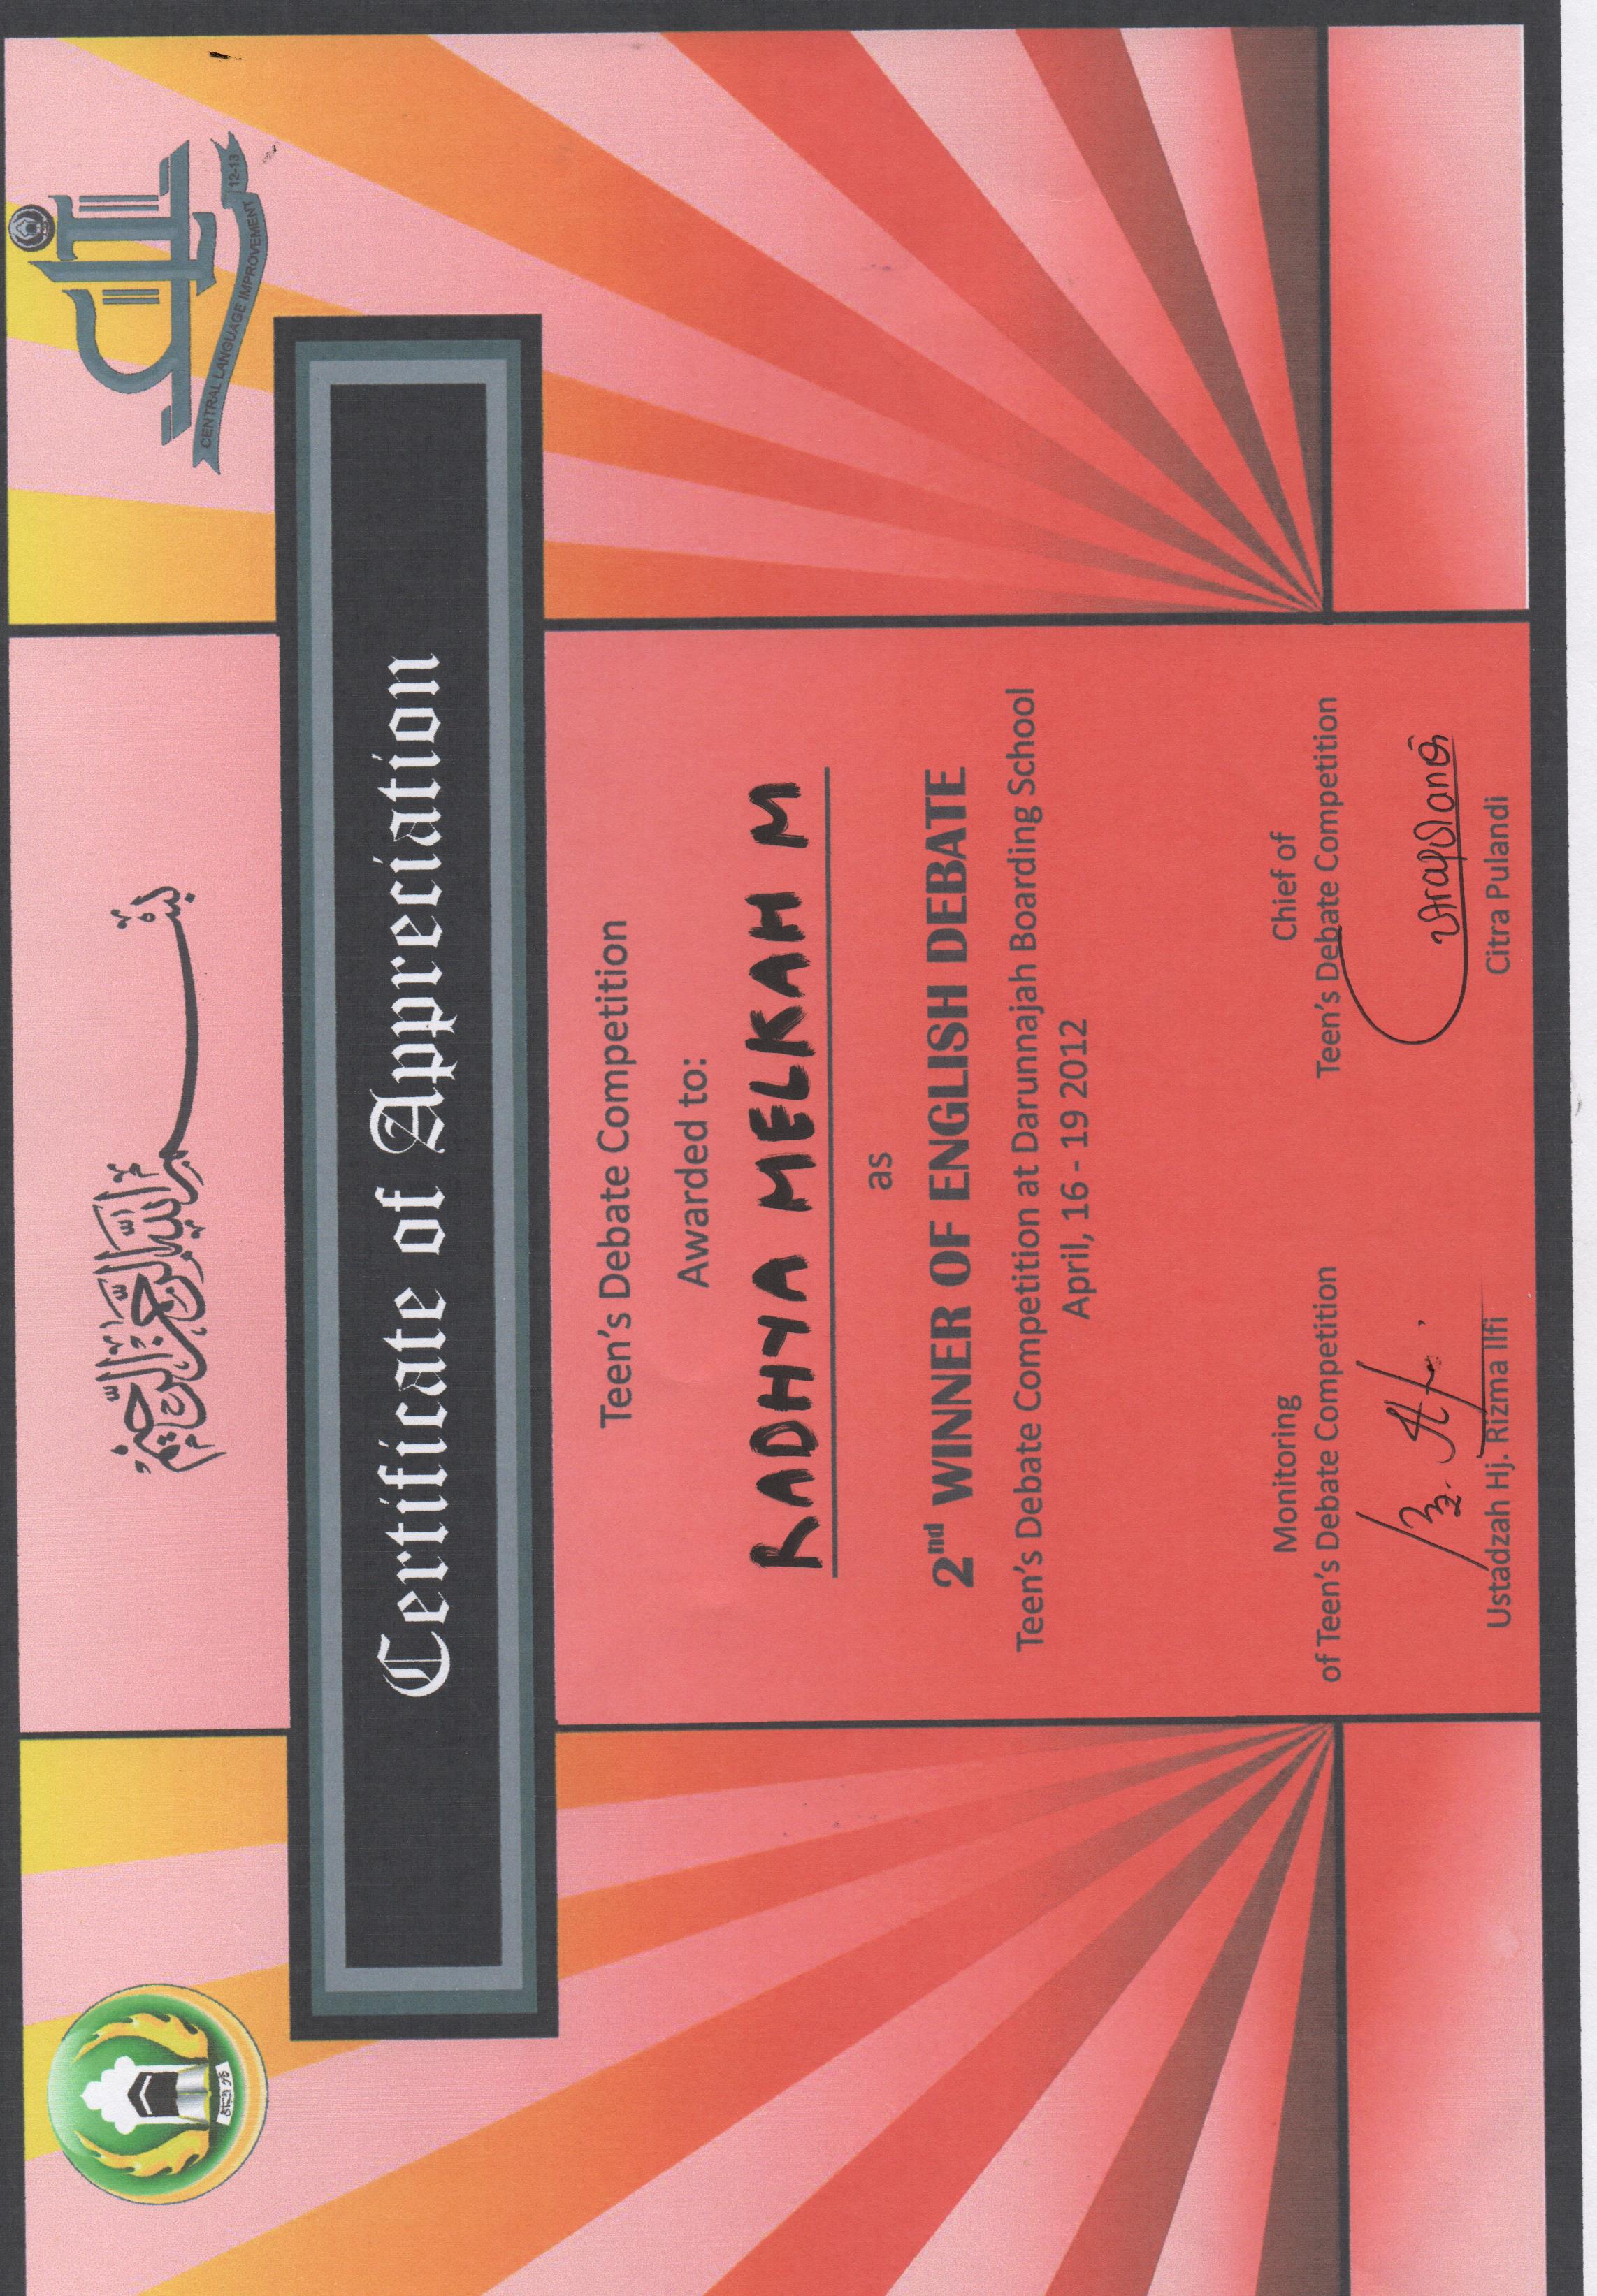 بسم الله الرحمن الرحيم
CENTRAL LANGUAGE IMPROVEMENT 12-13
Certificate of Appreciation
Teen's Debate Competition
Awarded to:
RADHYA MELKAH M
as
2nd WINNER OF ENGLISH DEBATE
Teen's Debate Competition at Darunnajah Boarding School
April, 16 - 19 2012
Monitoring
of Teen's Debate Competition
Ustadzah Hj. Rizma Ilfi
Chief of
Teen's Debate Competition
Citra Pulandi